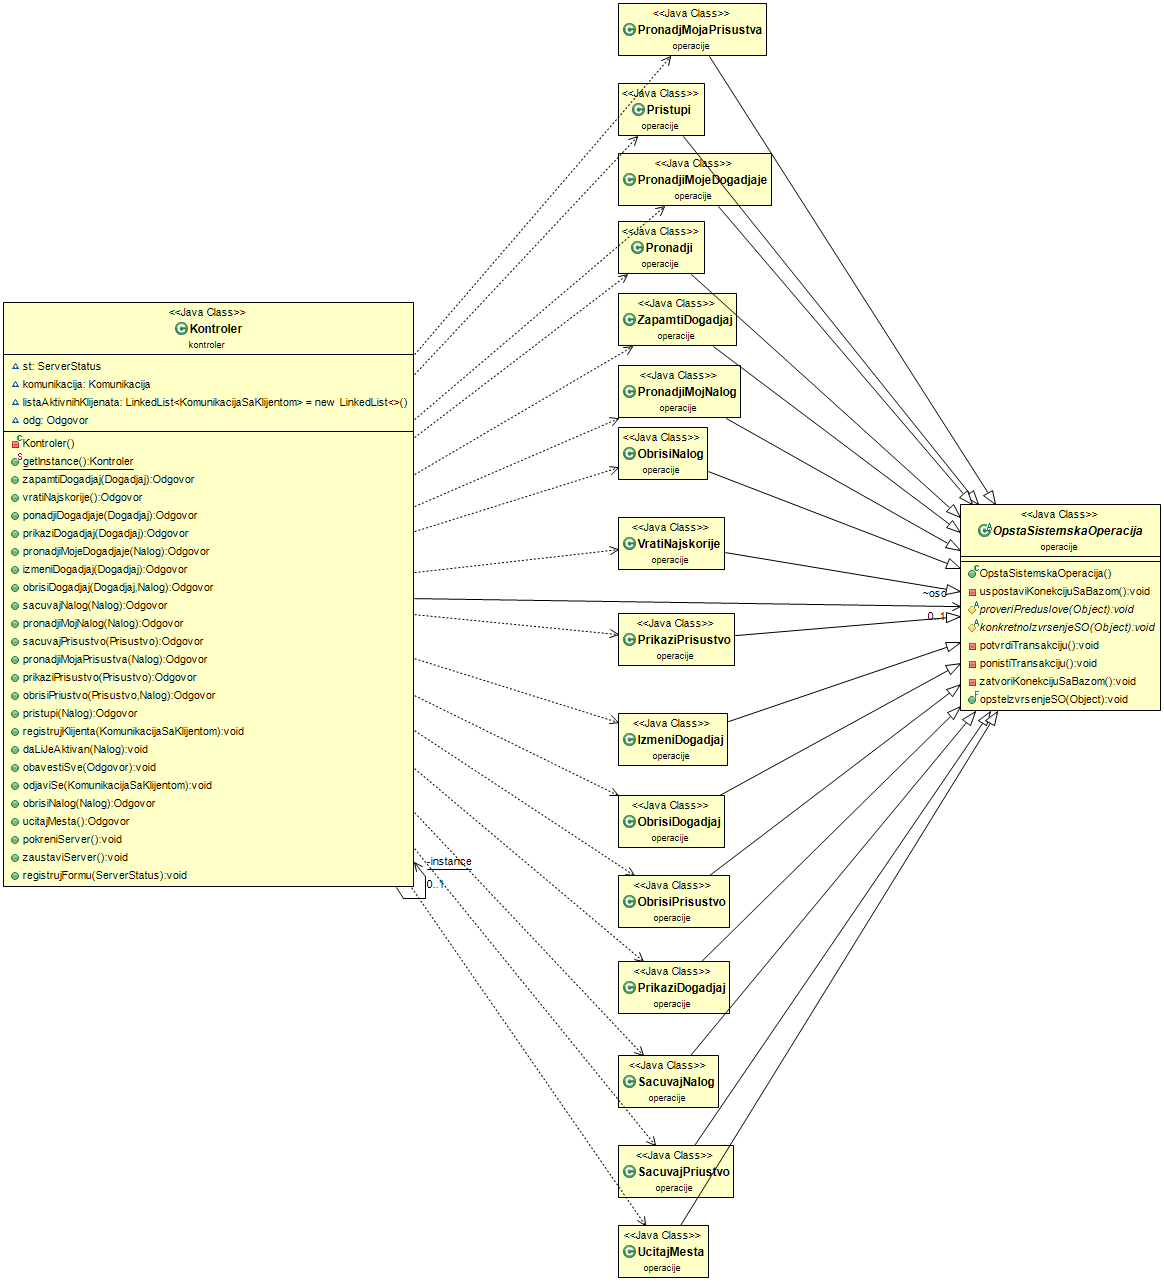 <<Java Class>>
PronadjMojaPrisustva
operacije
<<Java Class>>
Pristupi
operacije
<<Java Class>>
PronadjiMojeDogadjaje
operacije
<<Java Class>>
Pronadji
operacije
<<Java Class>>
ZapamtiDogadjaj
operacije
<<Java Class>>
PronadjiMojNalog
operacije
<<Java Class>>
ObrisiNalog
operacije
<<Java Class>>
VratiNajskorije
operacije
<<Java Class>>
PrikaziPrisustvo
operacije
<<Java Class>>
IzmeniDogadjaj
operacije
<<Java Class>>
ObrisiDogadjaj
operacije
<<Java Class>>
ObrisiPrisustvo
operacije
<<Java Class>>
PrikaziDogadjaj
operacije
<<Java Class>>
SacuvajNalog
operacije
<<Java Class>>
SacuvajPriustvo
operacije
<<Java Class>>
UcitajMesta
operacije
<<Java Class>>
Kontroler
kontroler
st: ServerStatus
komunikacija: Komunikacija
listaAktivnihKlijenata: LinkedList<KomunikacijaSaKlijentom> = new LinkedList<>()
odg: Odgovor
Kontroler()
getInstance():Kontroler
zapamtiDogadjaj(Dogadjaj):Odgovor
vratiNajskorije():Odgovor
ponadjiDogadjaje(Dogadjaj):Odgovor
prikaziDogadjaj(Dogadjaj):Odgovor
pronadjiMojeDogadjaje(Nalog):Odgovor
izmeniDogadjaj(Dogadjaj):Odgovor
obrisiDogadjaj(Dogadjaj,Nalog):Odgovor
sacuvajNalog(Nalog):Odgovor
pronadjiMojNalog(Nalog):Odgovor
sacuvajPrisustvo(Prisustvo):Odgovor
pronadjiMojaPrisustva(Nalog):Odgovor
prikaziPrisustvo(Prisustvo):Odgovor
obrisiPriustvo(Prisustvo,Nalog):Odgovor
pristupi(Nalog):Odgovor
registrujKlijenta(KomunikacijaSaKlijentom):void
daLiJeAktivan(Nalog):void
obavestiSve(Odgovor):void
odjaviSe(KomunikacijaSaKlijentom):void
obrisiNalog(Nalog):Odgovor
ucitajMesta():Odgovor
pokreniServer():void
zaustaviServer():void
registrujFormu(ServerStatus):void
-instance
0..1
~oso
0..1
<<Java Class>>
OpstaSistemskaOperacija
operacije
OpstaSistemskaOperacija()
uspostaviKonekcijuSaBazom():void
proveriPreduslove(Object):void
konkretnoIzvrsenjeSO(Object):void
potvrdiTransakciju():void
ponistiTransakciju():void
zatvoriKonekcijuSaBazom():void
opsteIzvrsenjeSO(Object):void